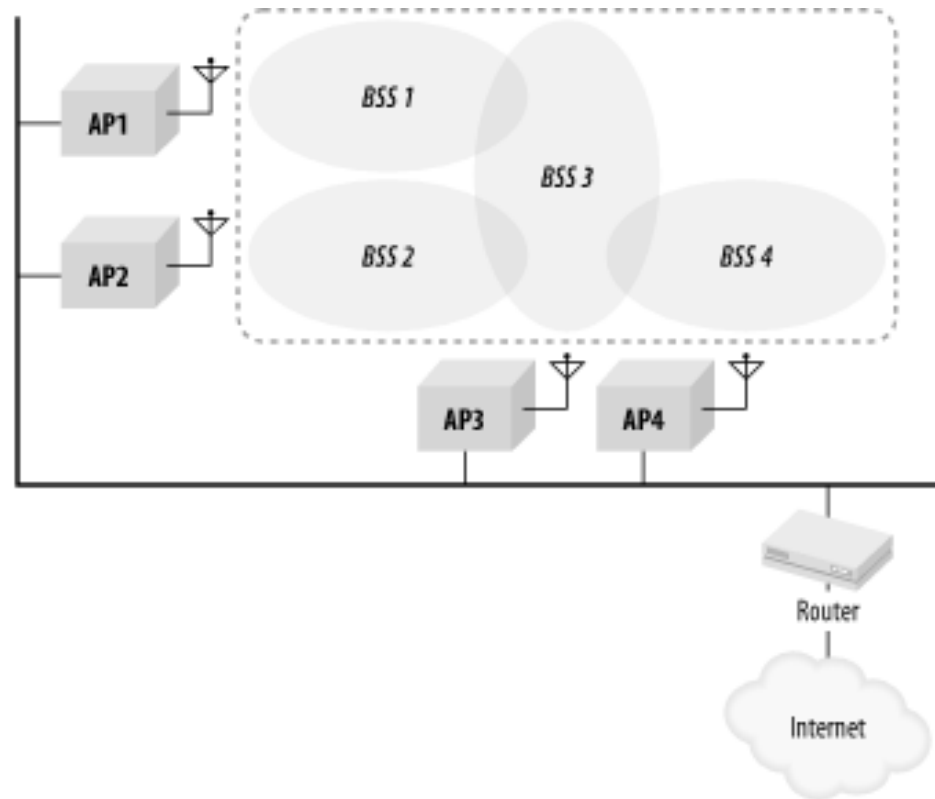 AP1
BSS 1
BSS 3
AP2
BSS 2
BSS 4
AP3
AP4
Router
Internet